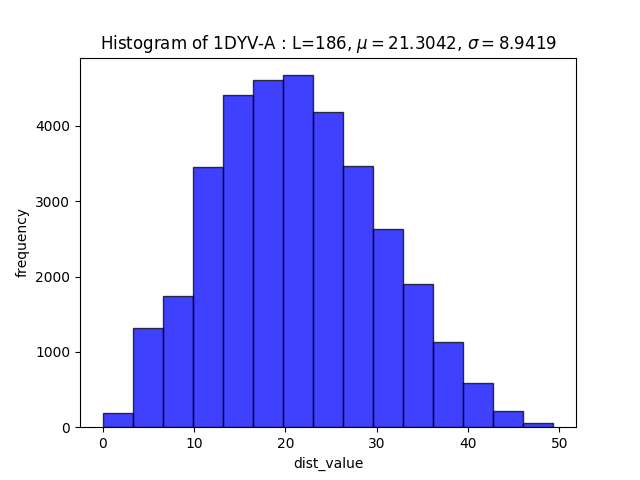 Histogram of 1DYV-A : L=186, μ = 21.3042, σ = 8.9419
4000
3000
2000
1000
0
frequency
0 10 20 30 40 50
dist_value